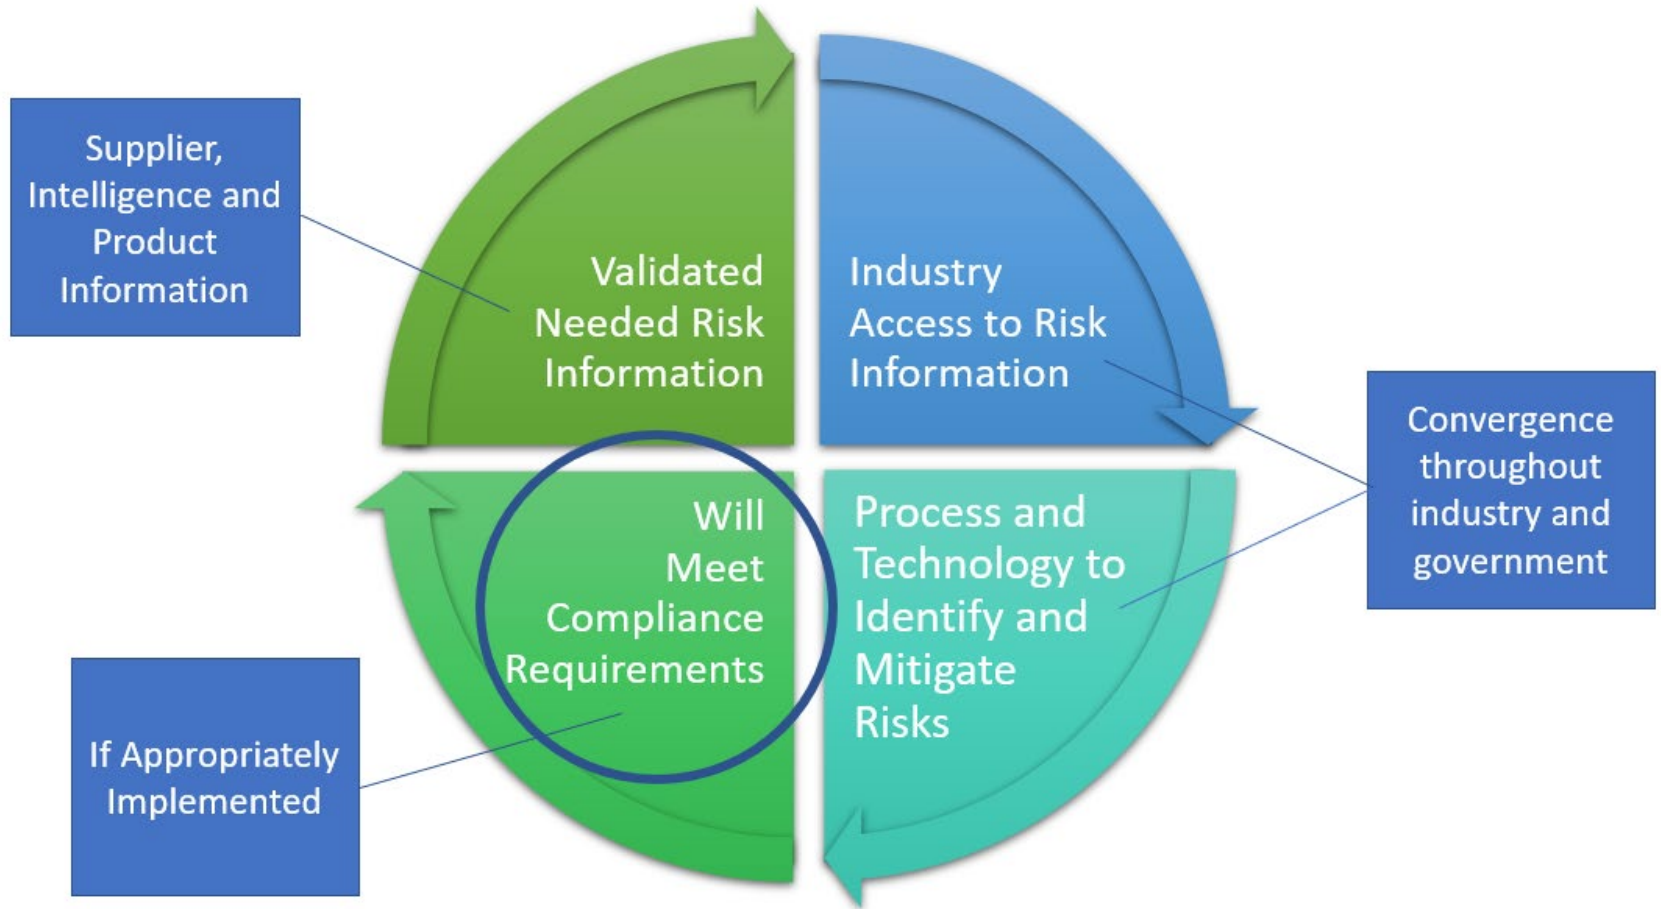 Supplier,
Intelligence and
Product
Information
Validated
Needed Risk
Information
Industry
Access to Risk
Information
Convergence
throughout
industry and
government
Will
Meet
Compliance
Requirements
Process and
Technology to
Identify and
Mitigate
Risks
If Appropriately
Implemented